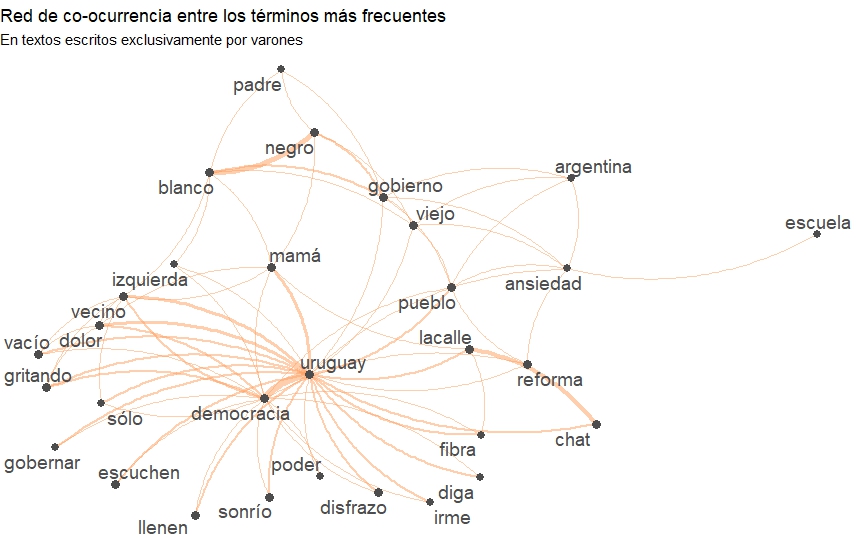 Red de co-ocurrencia entre los términos más frecuentes
En textos escritos exclusivamente por varones
padre
negro
argentina
blanco
gobierno
viejo
escuela
mamá
izquierda
ansiedad
pueblo
vecino
vacío
dolor
lacalle
uruguay
gritando
reforma
democracia
sólo
chat
fibra
gobernar
poder
escuchen
diga
sonrío
disfrazo
irme
llenen